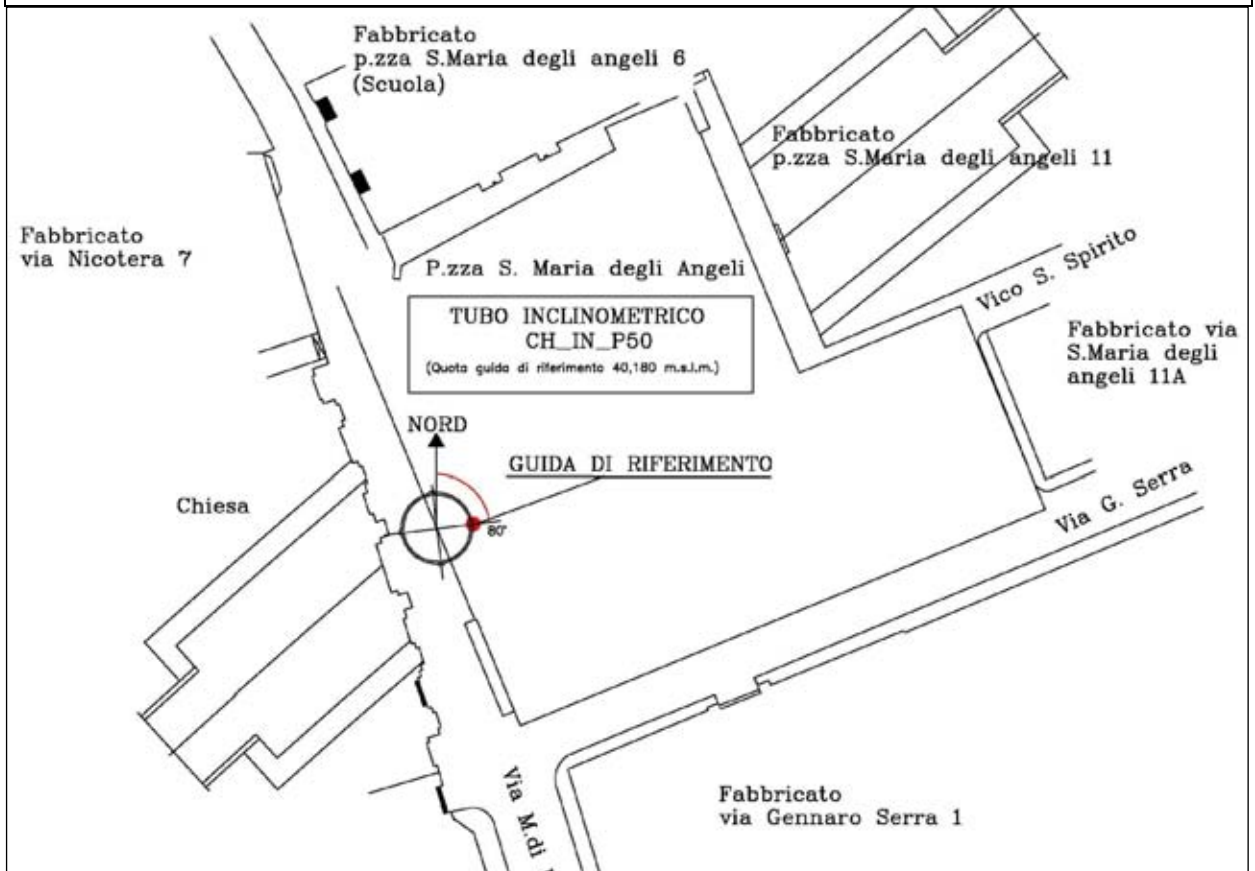 Fabbricato
p.zza S.Maria degli angeli 6
(Scuola)
Fabbricato
p.zza S.Maria degli angeli 11
Fabbricato
via Nicotera 7
P.zza S. Maria degli Angeli
Vico S. Spirito
TUBO INCLINOMETRICO
CH_IN_P50
(Quota guida di riferimento 40,180 m.s.l.m.)
Fabbricato via
S.Maria degli
angeli 11A
NORD
GUIDA DI RIFERIMENTO
Chiesa
80°
Via G. Serra
Via M.di
Fabbricato
via Gennaro Serra 1